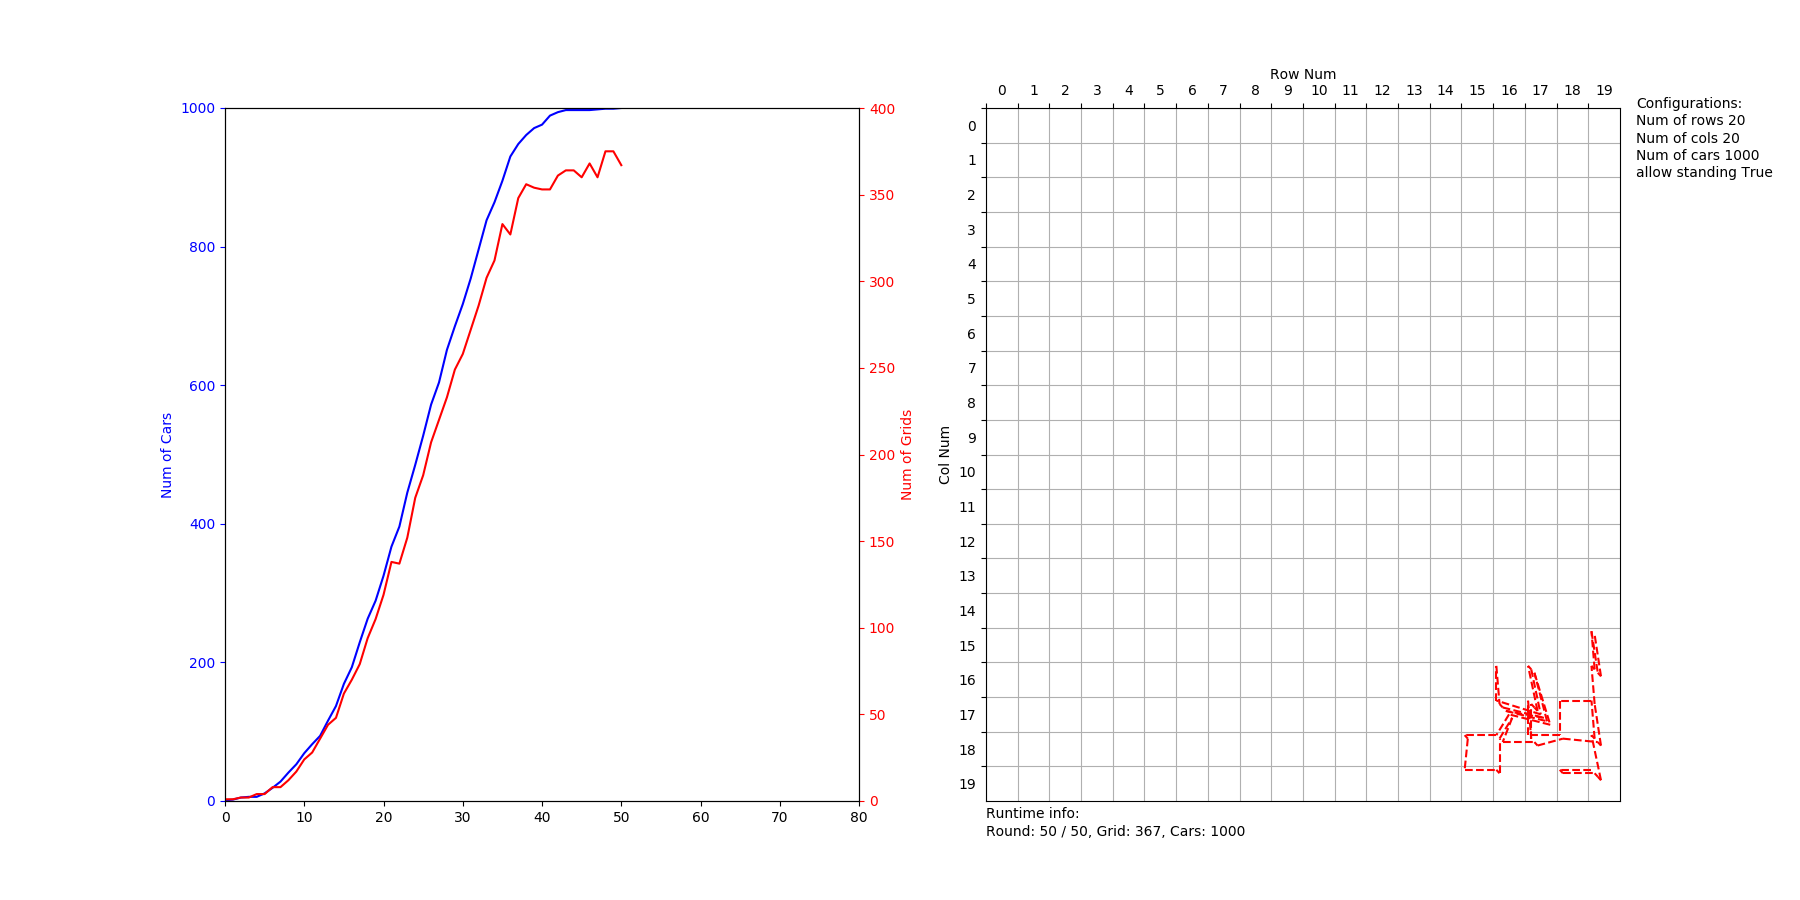 1000
800
600
400
200
0
Num of Cars
0 10 20 30 40 50 60 70 80
400
350
300
250
200
150
100
50
0
Num of Grids
Row Num
0 1 2 3 4 5 6 7 8 9 10 11 12 13 14 15 16 17 18 19
Col Num
0
1
2
3
4
5
6
7
8
9
10
11
12
13
14
15
16
17
18
19
Configurations:
Num of rows 20
Num of cols 20
Num of cars 1000
allow standing True
Runtime info:
Round: 50 / 50, Grid: 367, Cars: 1000